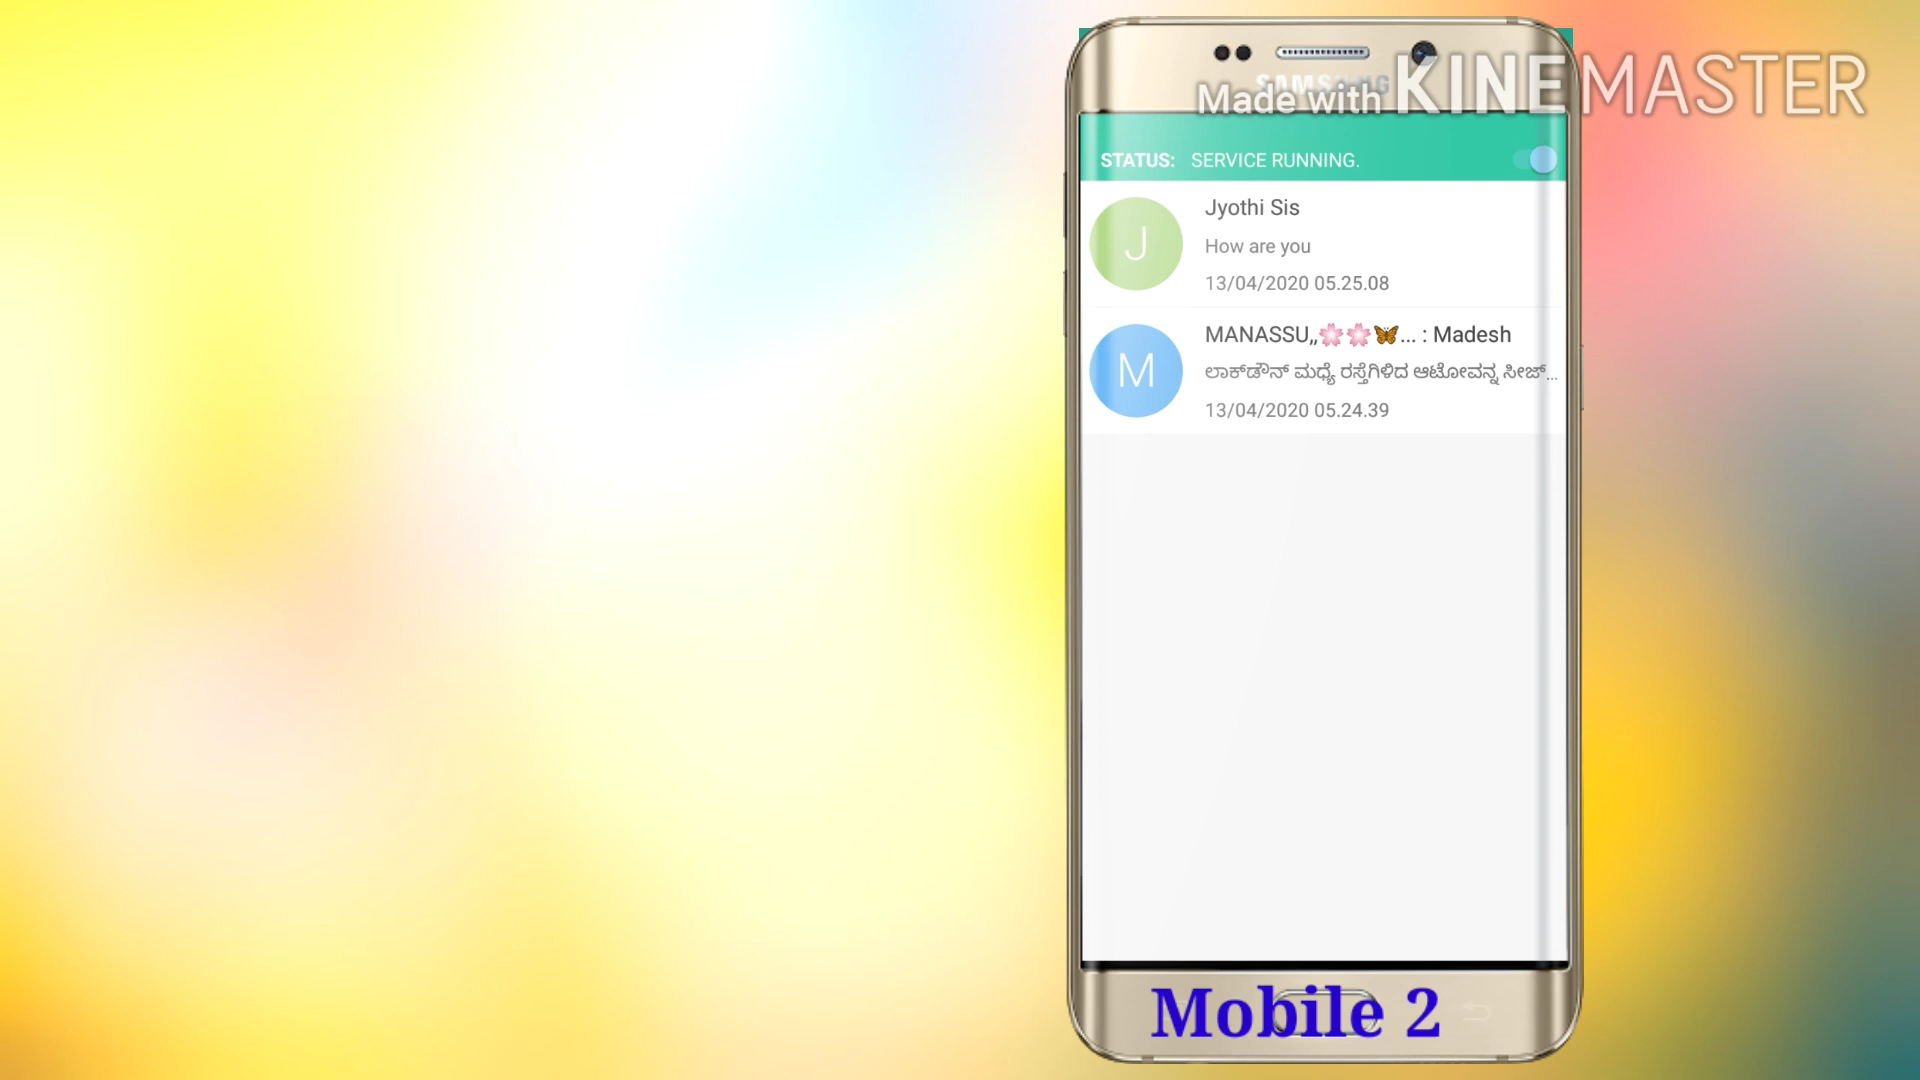 SAMSUNG
Made with KINEMASTER
STATUS: SERVICE RUNNING.
J
Jyothi Sis
How are you
13/04/2020 05.25.08
M
MANASSU,,🌸🌸🦋... : Madesh
ಲಾಕ್‌ಡೌನ್ ಮಧ್ಯೆ ರಸ್ತೆಗಿಳಿದ ಆಟೋವನ್ನ ಸೀಜ್...
13/04/2020 05.24.39
Mobile 2